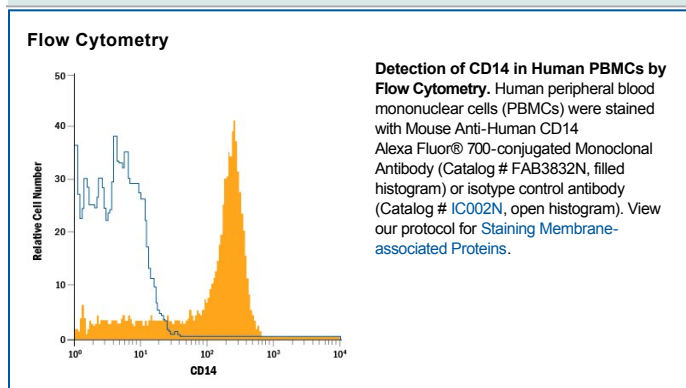 Flow Cytometry
50
40
30
20
10
0
Relative Cell Number
10⁰ 10¹ 10² 10³ 10⁴
CD14
Detection of CD14 in Human PBMCs by
Flow Cytometry. Human peripheral blood
mononuclear cells (PBMCs) were stained
with Mouse Anti-Human CD14
Alexa Fluor® 700-conjugated Monoclonal
Antibody (Catalog # FAB3832N, filled
histogram) or isotype control antibody
(Catalog # IC002N, open histogram). View
our protocol for Staining Membrane-
associated Proteins.